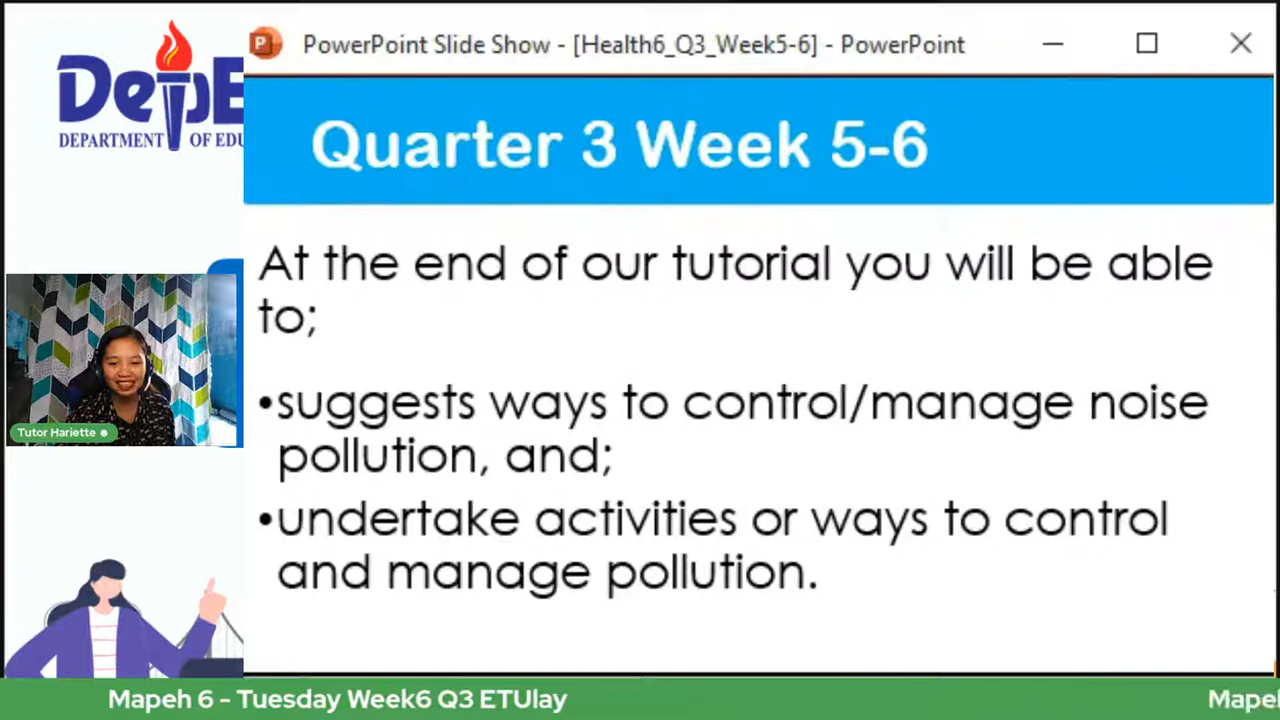 DepE
DEPARTMENT OF EDU
PowerPoint Slide Show - [Health6_Q3_Week5-6] - PowerPoint
Quarter 3 Week 5-6
At the end of our tutorial you will be able
to;
•suggests ways to control/manage noise
pollution, and;
•undertake activities or ways to control
and manage pollution.
Tutor Hariette
Mapeh 6 - Tuesday Week6 Q3 ETUlay
Mapeh